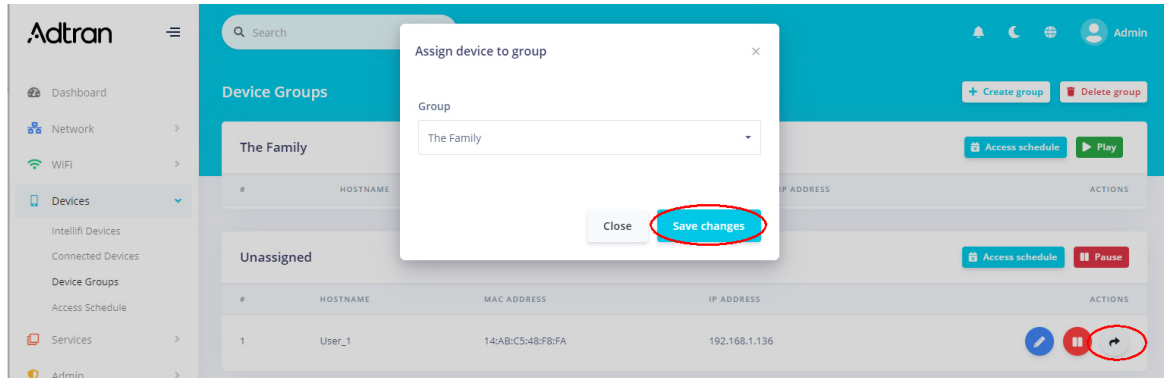 Adtran
Search
Admin
Dashboard
Network
WiFi
Devices
Intellifi Devices
Connected Devices
Device Groups
Access Schedule
Services
Admin
Device Groups
+ Create group
Delete group
The Family
Access schedule
Play
# HOSTNAME IP ADDRESS ACTIONS
Assign device to group
×
Group
The Family
Close
Save changes
Unassigned
Access schedule
Pause
# HOSTNAME MAC ADDRESS IP ADDRESS ACTIONS
1 User_1 14:AB:C5:48:F8:FA 192.168.1.136